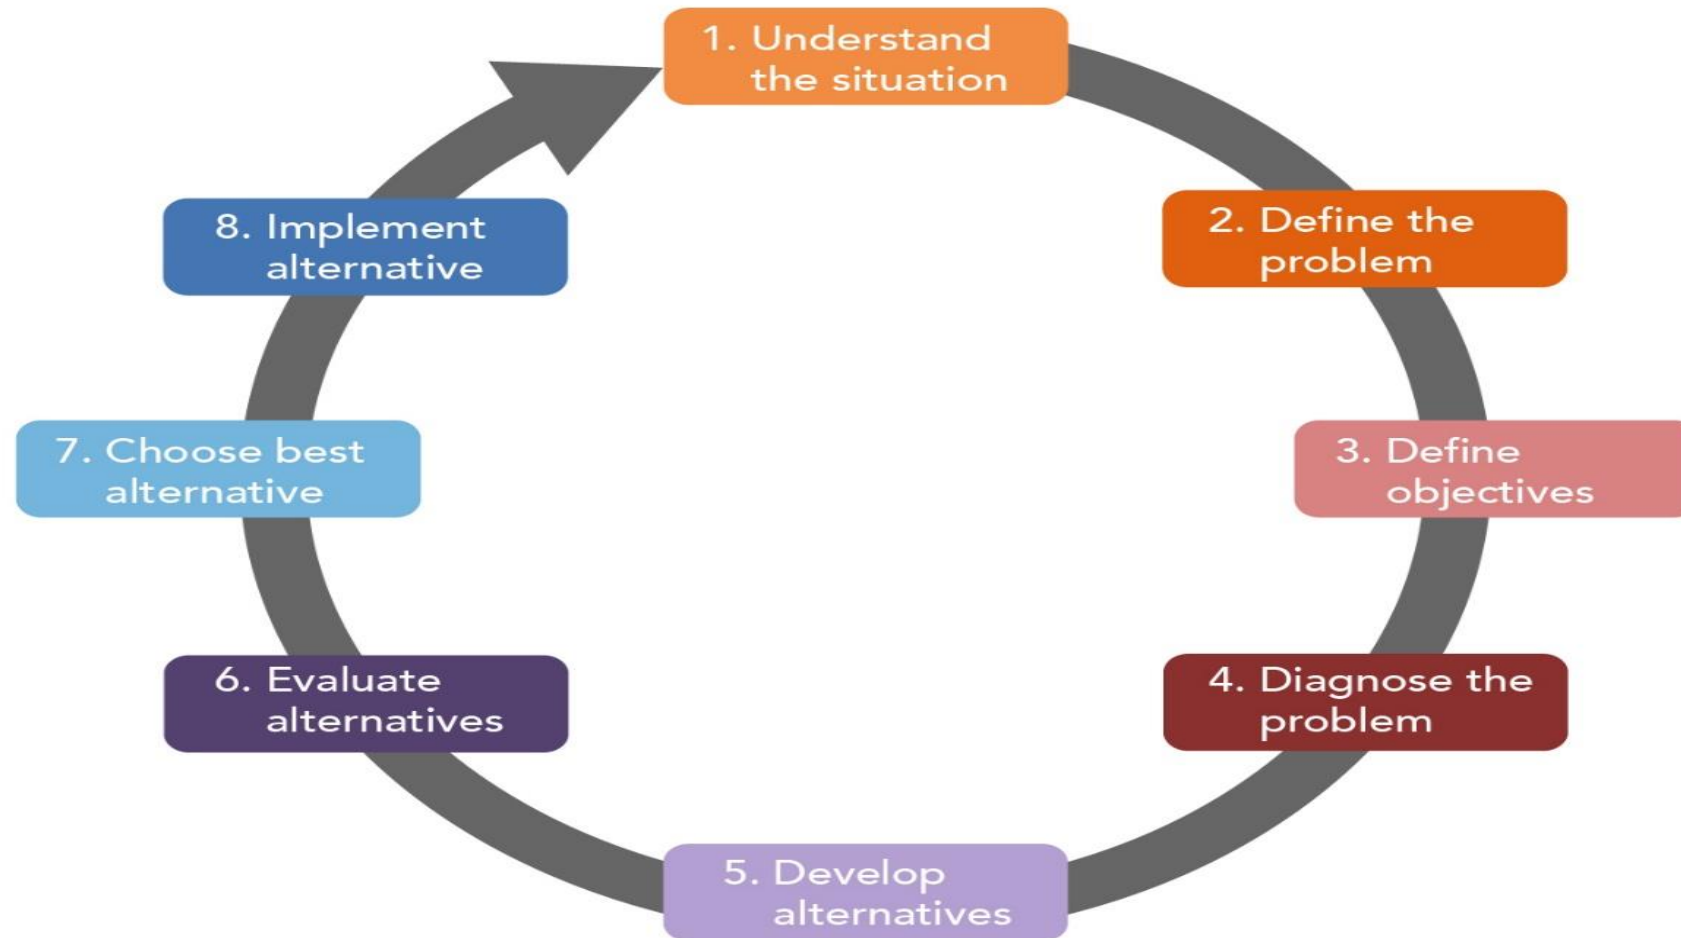 1. Understand
the situation
2. Define the
problem
3. Define
objectives
4. Diagnose the
problem
5. Develop
alternatives
6. Evaluate
alternatives
7. Choose best
alternative
8. Implement
alternative